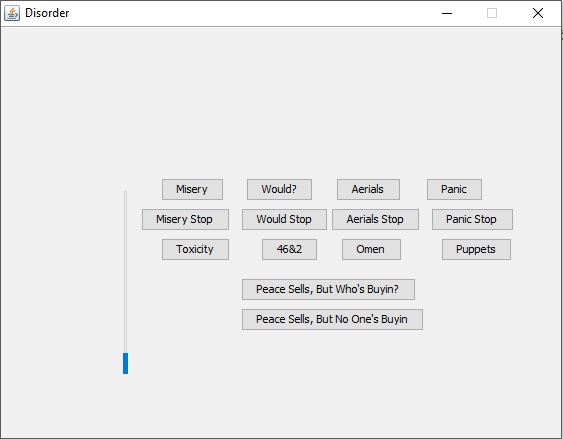 Disorder
Misery Would? Aerials Panic
Misery Stop Would Stop Aerials Stop Panic Stop
Toxicity 46&2 Omen Puppets
Peace Sells, But Who's Buyin?
Peace Sells, But No One's Buyin